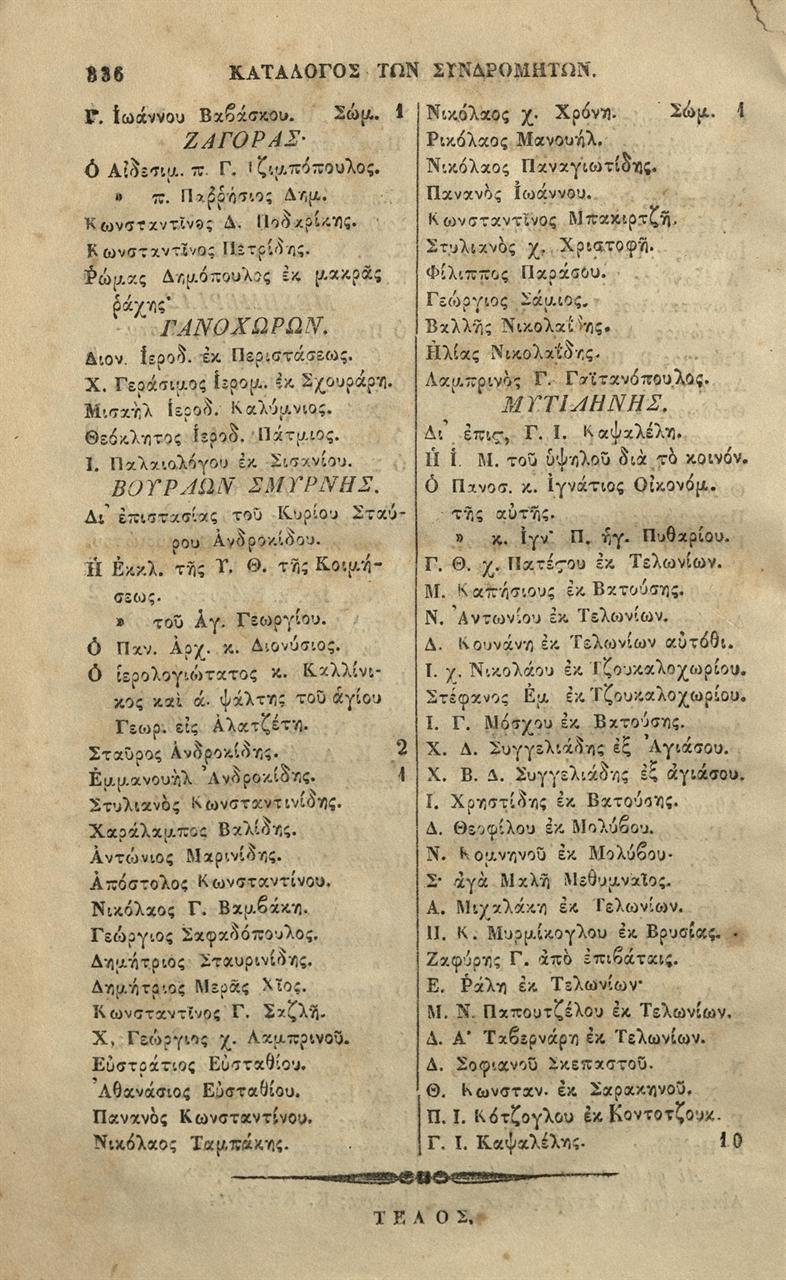 336 ΚΑΤΑΛΟΓΟΣ ΤΩΝ ΣΥΝΔΡΟΜΗΤΩΝ.
Γ. Ἰωάννου Βαβάσκου. Σώμ. 1
ΖΑΓΟΡΑΣ·
Ὁ Αἰδεσιμ. π. Γ. Τζιμπόπουλος.
» π. Παῤῥήσιος Δημ.
Κωνσταντῖνος Δ. Ποδαρίκης.
Κωνσταντῖνος Πετρίδης.
Ῥώμας Δημόπουλος ἐκ μακρᾶς
ῥάχης·
ΓΑΝΟΧΩΡΩΝ.
Διον. Ἱεροδ. ἐκ Περιστάσεως.
Χ. Γεράσιμος Ἱερομ. ἐκ Σχουράρη.
Μισαὴλ Ἱεροδ. Καλύμνιος.
Θεόκλητος Ἱεροδ. Πάτμιος.
Ι. Παλαιολόγου ἐκ Σισανίου.
ΒΟΥΡΛΩΝ ΣΜΥΡΝΗΣ.
Δι᾽ ἐπιστασίας τοῦ Κυρίου Σταύ-
ρου Ἀνδροκίδου.
Ἡ Ἐκκλ. τῆς Υ. Θ. τῆς Κοιμή-
σεως.
» τοῦ Ἁγ. Γεωργίου.
Ὁ Παν. Ἀρχ. κ. Διονύσιος.
Ὁ ἱερολογιώτατος κ. Καλλίνι-
κος καὶ ά. ψάλτης τοῦ ἁγίου
Γεωρ. εἰς Ἀλατζέτη.
Σταῦρος Ἀνδροκίδης. 2
Ἐμμανουὴλ Ἀνδροκίδης. 1
Στυλιανὸς Κωνσταντινίδης.
Χαράλαμπος Βαλίδης.
Ἀντώνιος Μαρινίδης.
Ἀπόστολος Κωνσταντίνου.
Νικόλαος Γ. Βαμβάκη.
Γεώργιος Σαφαδόπουλος.
Δημήτριος Σταυρινίδης.
Δημήτριος Μερᾶς Χῖος.
Κωνσταντῖνος Γ. Σαζλῆ.
Χ, Γεώργιος χ. Λαμπρινοῦ.
Εὐστράτιος Εὐσταθίου.
Ἀθανάσιος Εὐσταθίου.
Πανανὸς Κωνσταντίνου.
Νικόλαος Ταμπάκης.
Νικόλαος χ. Χρόνη. Σώμ. 1
Ρικόλαος Μανουήλ.
Νικόλαος Παναγιωτίδης.
Πανανὸς Ἰωάννου.
Κωνσταντῖνος Μπακιρτζῆ.
Στυλιανὸς χ. Χριστοφῆ.
Φίλιππος Παράσου.
Γεώργιος Σάμιος.
Βαλλῆς Νικολαΐδης.
Ἠλίας Νικολαΐδης.
Λαμπρινὸς Γ. Γαϊτανόπουλος.
ΜΥΤΙΛΗΝΗΣ.
Δι᾽ ἐπις, Γ. Ι. Καψαλέλη.
Ἡ Ἱ. Μ. τοῦ ὑψηλοῦ διὰ τὸ κοινόν.
Ὁ Πανοσ. κ. Ἰγνάτιος Οἰκονόμ.
τῆς αὐτῆς.
» κ. Ἰγν· Π. ἡγ. Πυθαρίου.
Γ. Θ. χ. Πατέςου ἐκ Τελωνίων.
Μ. Καπήσιους ἐκ Βατούσης.
Ν. Ἀντωνίου ἐκ Τελωνίων.
Δ. Κουνάνη ἐκ Τελωνίων αὐτόθι.
Ι. χ. Νικολάου ἐκ Τζουκαλοχωρίου.
Στέφανος Ἐμ ἐκ Τζουκαλοχωρίου.
Ι. Γ. Μόσχου ἐκ Βατούσης.
Χ. Δ. Συγγελιάδης ἐξ Ἀγιάσου.
Χ. Β. Δ. Συγγελιάδης ἐξ ἀγιάσου.
Ι. Χρηστίδης ἐκ Βατούσης.
Δ. Θεοφίλου ἐκ Μολύβου.
Ν. Κομνηνοῦ ἐκ Μολύβου·
Σ· ἀγὰ Μαλῆ Μεθυμναῖος.
Α. Μιχαλάκη ἐκ Τελωνίων.
Π. Κ. Μυρμίκογλου ἐκ Βρυσίας.
Ζαφύρης Γ. ἀπὸ ἐπιβάταις.
Ε. Ῥάλη ἐκ Τελωνίων·
Μ. Ν. Παπουτζέλου ἐκ Τελωνίων.
Δ. Α· Ταβερνάρη ἐκ Τελωνίων.
Δ. Σοφιανοῦ Σκεπαστοῦ.
Θ. Κωνσταν. ἐκ Σαρακηνοῦ.
Π. Ι. Κότζογλου ἐκ Κοντοτζουκ.
Γ. Ι. Καψαλέλης. 10
ΤΕΛΟΣ.